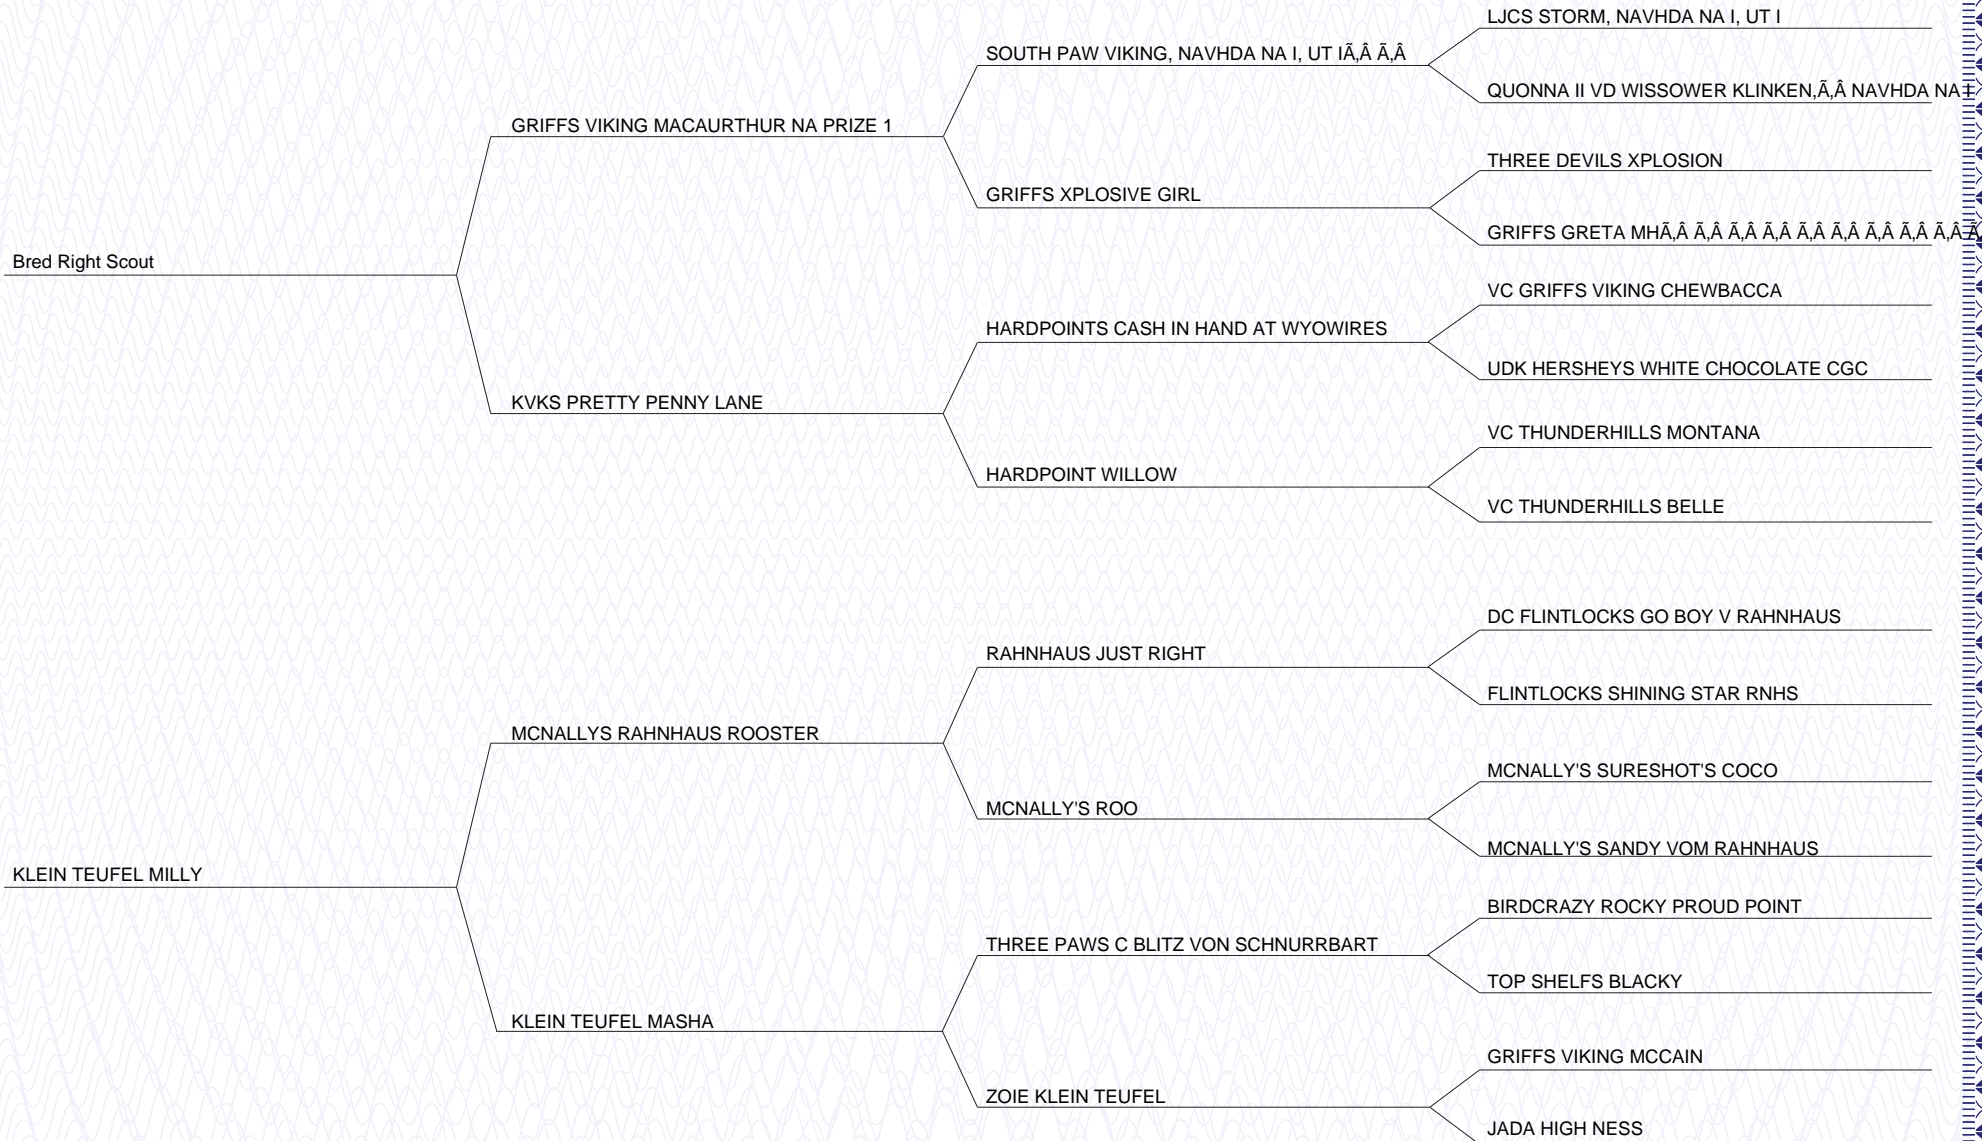 LJCS STORM, NAVHDA NA I, UT I
SOUTH PAW VIKING, NAVHDA NA I, UT IÃ,Â Ã,Â
QUONNA II VD WISSOWER KLINKEN,Ã,Â NAVHDA NA I
GRIFFS VIKING MACAURTHUR NA PRIZE 1
THREE DEVILS XPLOSION
GRIFFS XPLOSIVE GIRL
GRIFFS GRETA MHÃ,Â Ã,Â Ã,Â Ã,Â Ã,Â Ã,Â Ã,Â Ã,Â Ã,Â Ã,
Bred Right Scout
VC GRIFFS VIKING CHEWBACCA
HARDPOINTS CASH IN HAND AT WYOWIRES
UDK HERSHEYS WHITE CHOCOLATE CGC
KVKS PRETTY PENNY LANE
VC THUNDERHILLS MONTANA
HARDPOINT WILLOW
VC THUNDERHILLS BELLE
DC FLINTLOCKS GO BOY V RAHNHAUS
RAHNHAUS JUST RIGHT
FLINTLOCKS SHINING STAR RNHS
MCNALLYS RAHNHAUS ROOSTER
MCNALLY'S SURESHOT'S COCO
MCNALLY'S ROO
MCNALLY'S SANDY VOM RAHNHAUS
KLEIN TEUFEL MILLY
BIRDCRAZY ROCKY PROUD POINT
THREE PAWS C BLITZ VON SCHNURRBART
TOP SHELFS BLACKY
KLEIN TEUFEL MASHA
GRIFFS VIKING MCCAIN
ZOIE KLEIN TEUFEL
JADA HIGH NESS